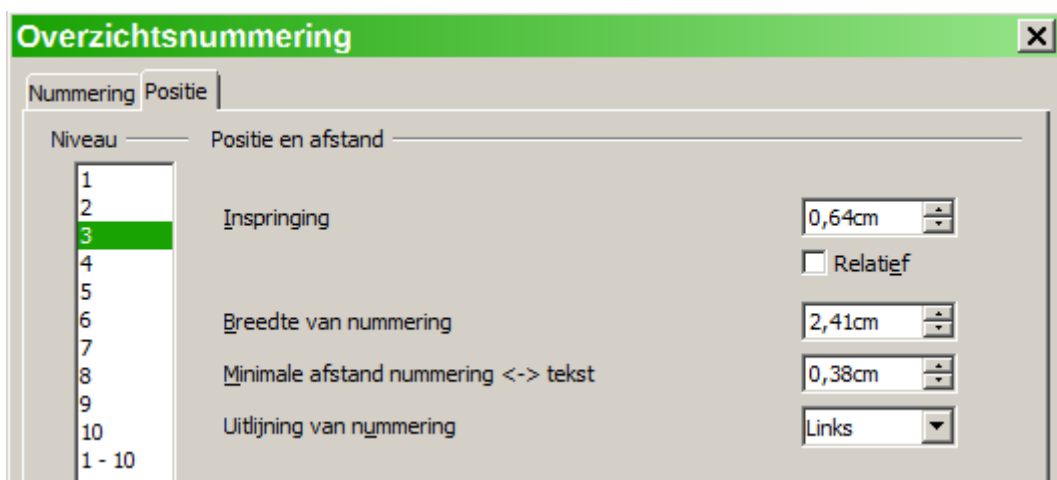 Overzichtsnummering
Nummering Positie
Niveau Positie en afstand
1
2
3
4
5
6
7
8
9
10
1 - 10
Inspringing 0,64cm
Relatief
Breedte van nummering 2,41cm
Minimale afstand nummering <-> tekst 0,38cm
Uitlijning van nummering Links